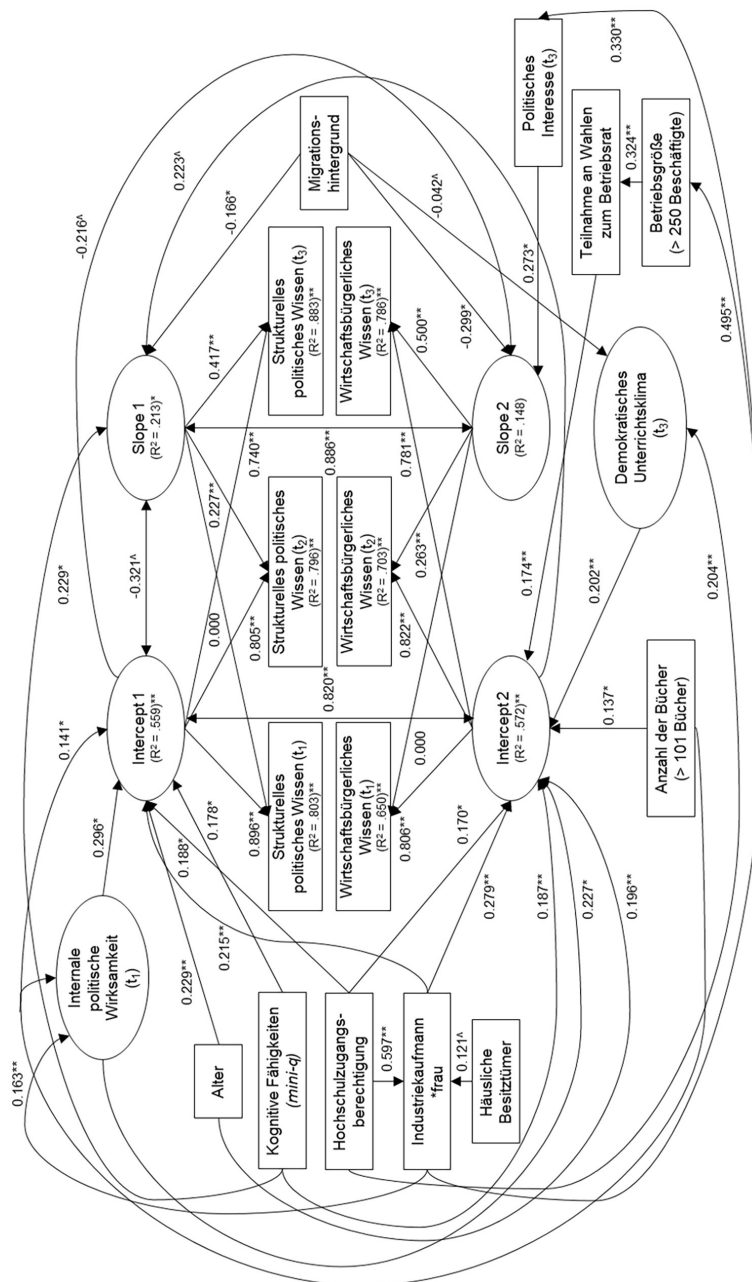 0.163**
Internale
politische
Wirksamkeit
(t₁)
0.296*
0.141*
0.229*
-0.216^
0.223^
-0.166*
Intercept 1
(R² = .559)**
-0.321^
Slope 1
(R² = .213)*
Alter
0.229**
0.215**
0.188*
0.178*
Kognitive Fähigkeiten
(mini-q)
Hochschulzugangs-
berechtigung
0.597**
Industriekaufmann
*frau
0.121^
Häusliche
Besitztümer
0.896**
0.805**
0.000
0.227**
0.740**
0.417**
Strukturelles
politisches Wissen (t₁)
(R² = .803)**
Strukturelles politisches
Wissen (t₂)
(R² = .796)**
Strukturelles
politisches Wissen (t₃)
(R² = .883)**
Migrations-
hintergrund
0.820**
0.886**
Wirtschaftsbürgerliches
Wissen (t₁)
(R² = .650)**
Wirtschaftsbürgerliches
Wissen (t₂)
(R² = .703)**
Wirtschaftsbürgerliches
Wissen (t₃)
(R² = .786)**
0.806**
0.000
0.822**
0.263**
0.781**
0.500**
-0.299*
-0.042^
0.170*
0.279**
0.187**
0.227*
0.196**
Intercept 2
(R² = .572)**
Slope 2
(R² = .148)
0.273*
Politisches
Interesse (t₃)
0.330**
0.137*
0.202**
0.174**
Anzahl der Bücher
(> 101 Bücher)
Demokratisches
Unterrichtsklima
(t₃)
Teilnahme an Wahlen
zum Betriebsrat
0.324**
Betriebsgröße
(> 250 Beschäftigte)
0.204**
0.495**